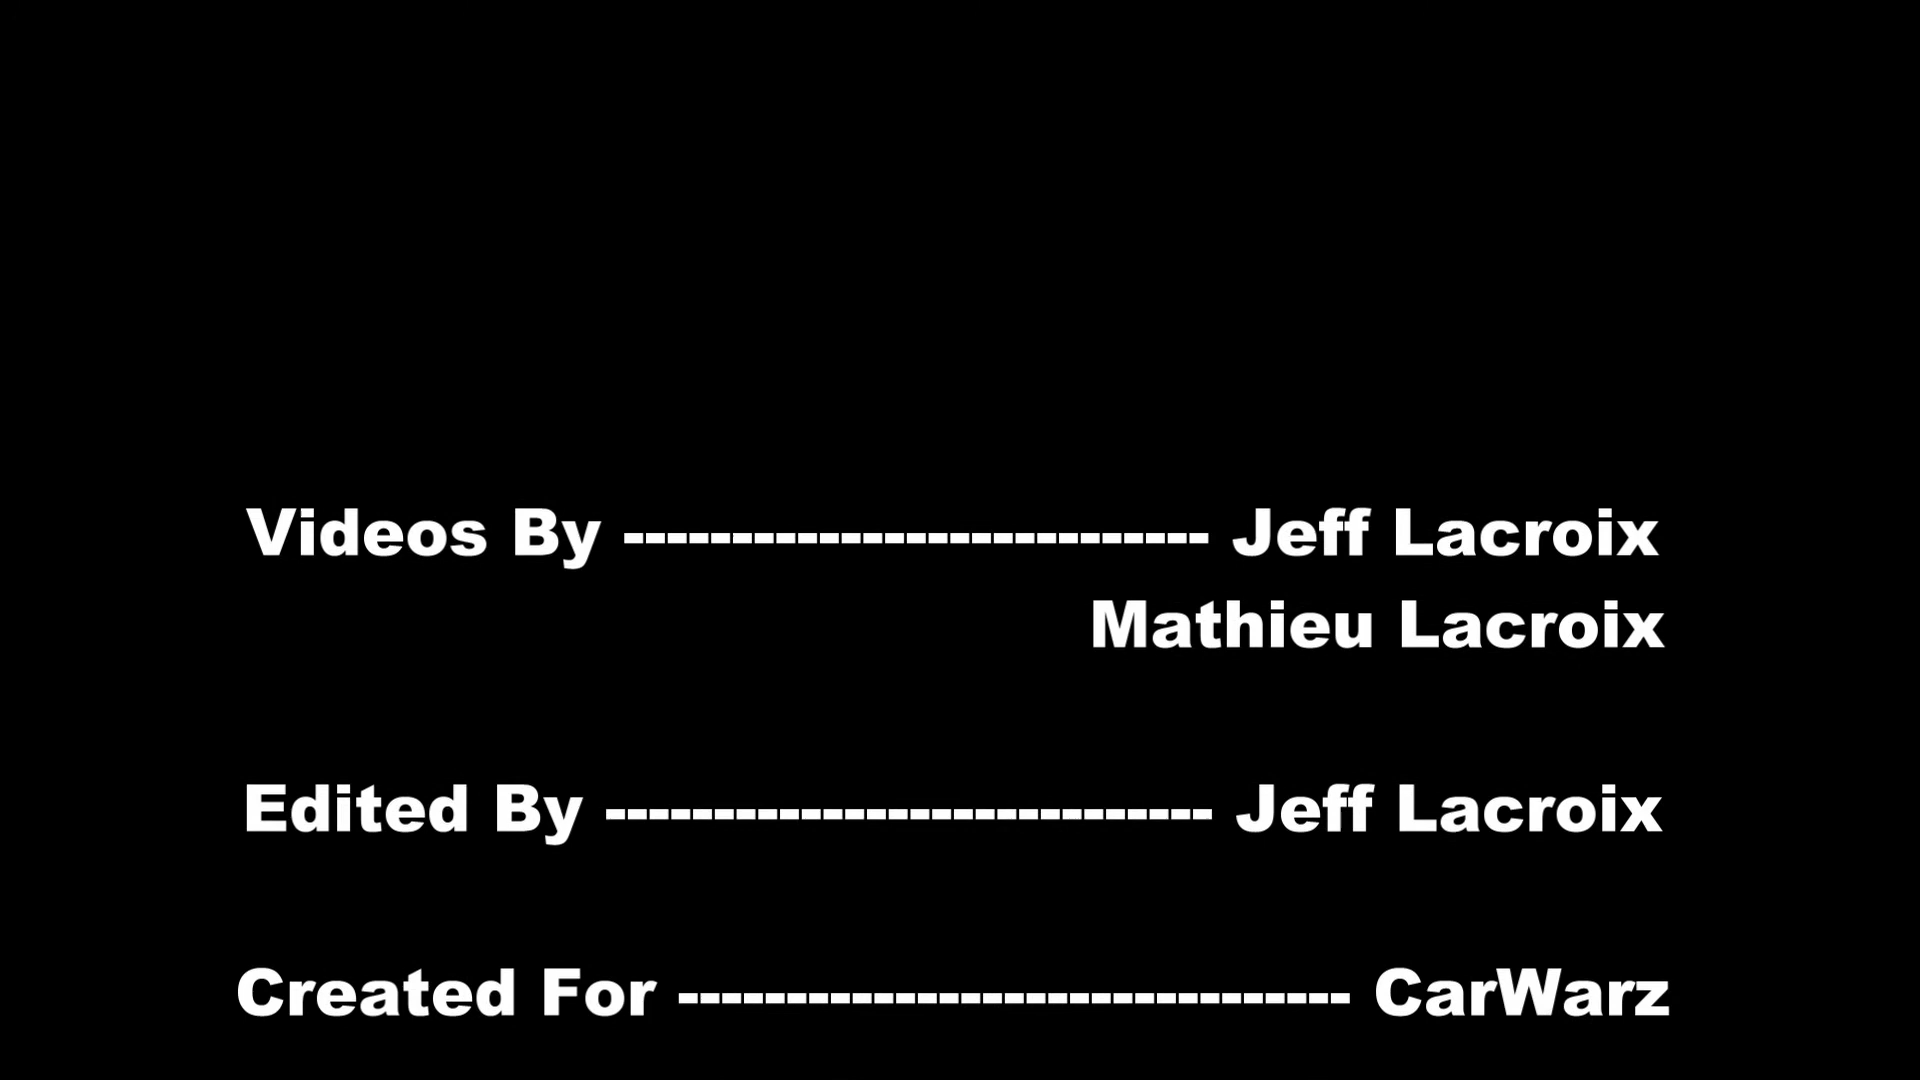 Videos By --------------------------- Jeff Lacroix
Mathieu Lacroix
Edited By ---------------------------- Jeff Lacroix
Created For ------------------------------- CarWarz